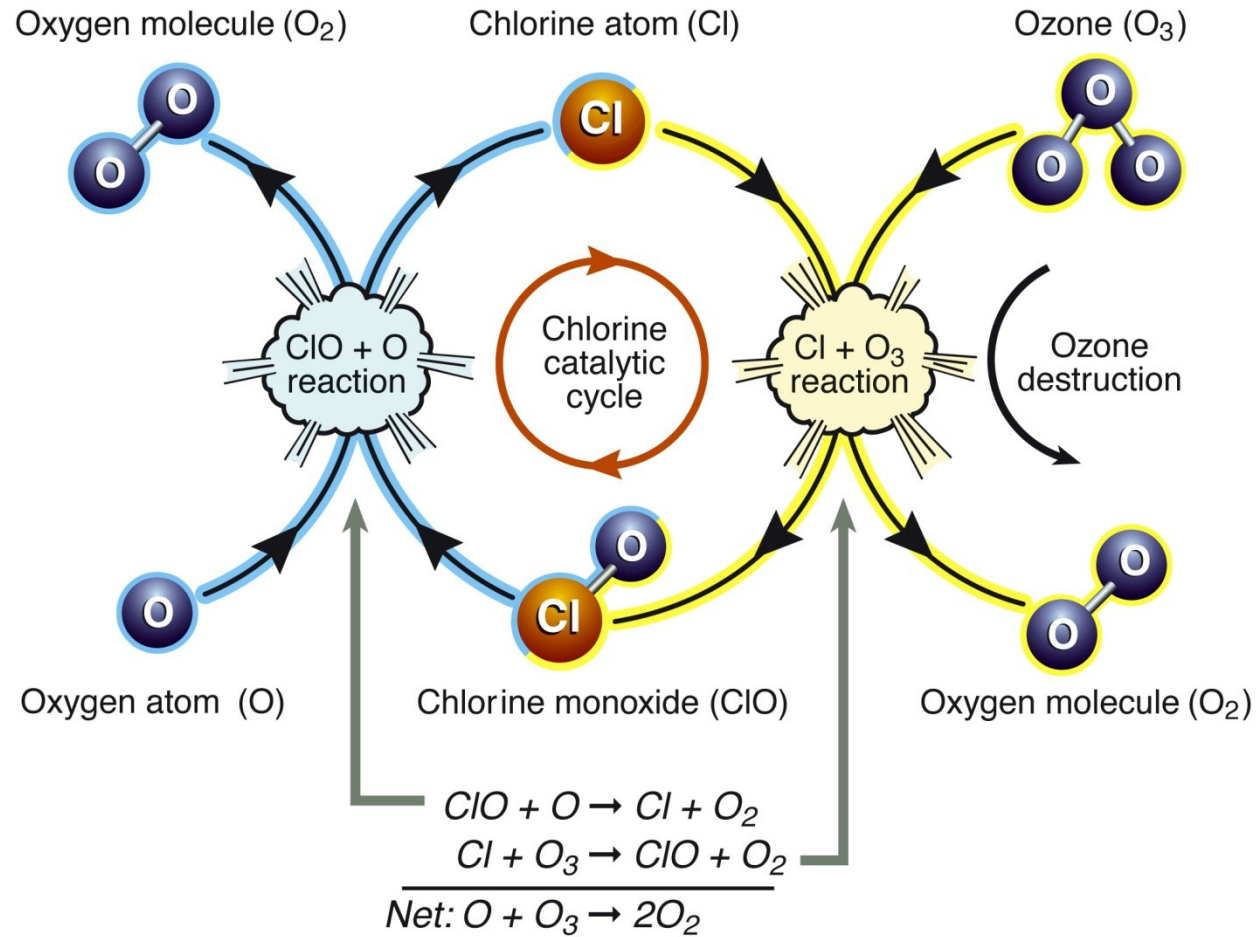 Oxygen molecule (O₂)
Chlorine atom (Cl)
Ozone (O₃)
O
O
Cl
O
O
O
ClO + O
reaction
Chlorine
catalytic
cycle
Cl + O₃
reaction
Ozone
destruction
O
Cl
O
O
O
Oxygen atom (O)
Chlorine monoxide (ClO)
Oxygen molecule (O₂)
ClO + O → Cl + O₂
Cl + O₃ → ClO + O₂
Net: O + O₃ → 2O₂